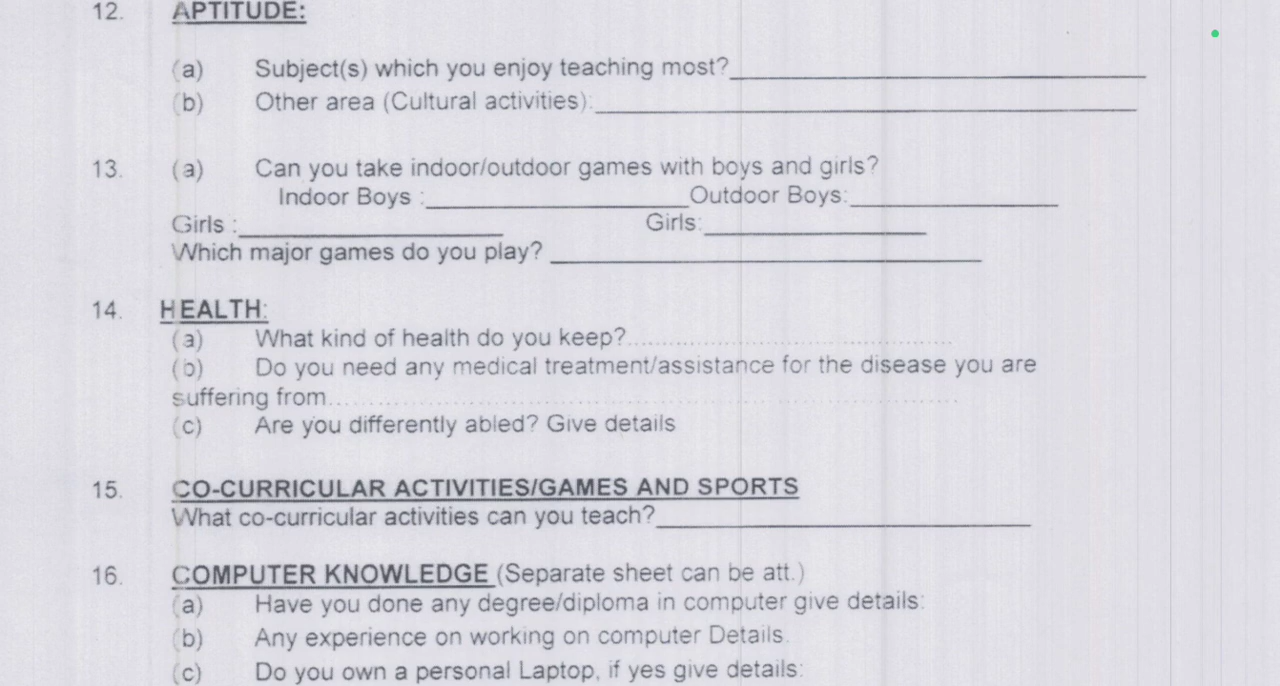 12. APTITUDE:
(a) Subject(s) which you enjoy teaching most?
(b) Other area (Cultural activities):
13. (a) Can you take indoor/outdoor games with boys and girls?
Indoor Boys : Outdoor Boys:
Girls : Girls:
Which major games do you play?
14. HEALTH:
(a) What kind of health do you keep?
(b) Do you need any medical treatment/assistance for the disease you are
suffering from
(c) Are you differently abled? Give details
15. CO-CURRICULAR ACTIVITIES/GAMES AND SPORTS
What co-curricular activities can you teach?
16. COMPUTER KNOWLEDGE (Separate sheet can be att.)
(a) Have you done any degree/diploma in computer give details:
(b) Any experience on working on computer Details.
(c) Do you own a personal Laptop, if yes give details: